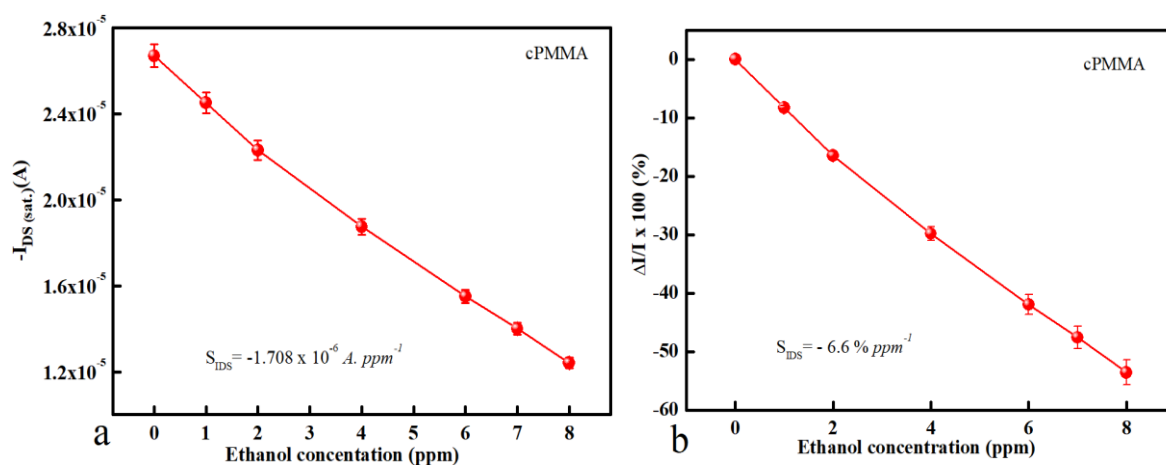 2.8x10⁻⁵
2.4x10⁻⁵
2.0x10⁻⁵
1.6x10⁻⁵
1.2x10⁻⁵
-I_DS (sat.)(A)
cPMMA
S_IDS= -1.708 x 10⁻⁶ A. ppm⁻¹
0 1 2 3 4 5 6 7 8
Ethanol concentation (ppm)
a
0
-10
-20
-30
-40
-50
-60
ΔI/I x 100 (%)
cPMMA
S_IDS= - 6.6 % ppm⁻¹
0 2 4 6 8
Ethanol concentration (ppm)
b